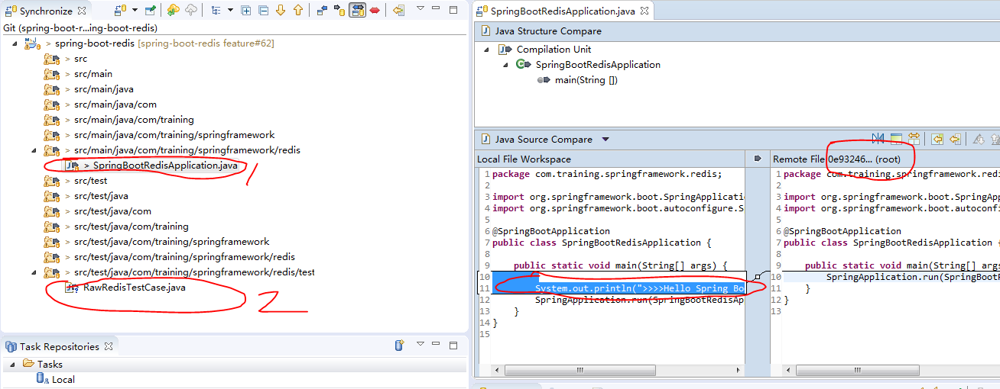 Synchronize
Git (spring-boot-r...ing-boot-redis)
> spring-boot-redis [spring-boot-redis feature#62]
> src
> src/main
> src/main/java
> src/main/java/com
> src/main/java/com/training
> src/main/java/com/training/springframework
> src/main/java/com/training/springframework/redis
> SpringBootRedisApplication.java
1
> src/test
> src/test/java
> src/test/java/com
> src/test/java/com/training
> src/test/java/com/training/springframework
> src/test/java/com/training/springframework/redis
> src/test/java/com/training/springframework/redis/test
RawRedisTestCase.java
2
Task Repositories
Tasks
Local
SpringBootRedisApplication.java
Java Structure Compare
Compilation Unit
SpringBootRedisApplication
main(String [])
Java Source Compare
Local File Workspace
1 package com.training.springframework.redis;
2
3 import org.springframework.boot.SpringApplicati
4 import org.springframework.boot.autoconfigure.S
5
6 @SpringBootApplication
7 public class SpringBootRedisApplication {
8
9 public static void main(String[] args) {
10
11 System.out.println(">>>>Hello Spring Bo
12 SpringApplication.run(SpringBootRedisAp
13 }
14 }
15
Remote File 0e93246... (root)
1 package com.training.springframework.redi
2
3 import org.springframework.boot.SpringApp
4 import org.springframework.boot.autoconfi
5
6 @SpringBootApplication
7 public class SpringBootRedisApplication {
8
9 public static void main(String[] args
10 SpringApplication.run(SpringBootR
11 }
12 }
13